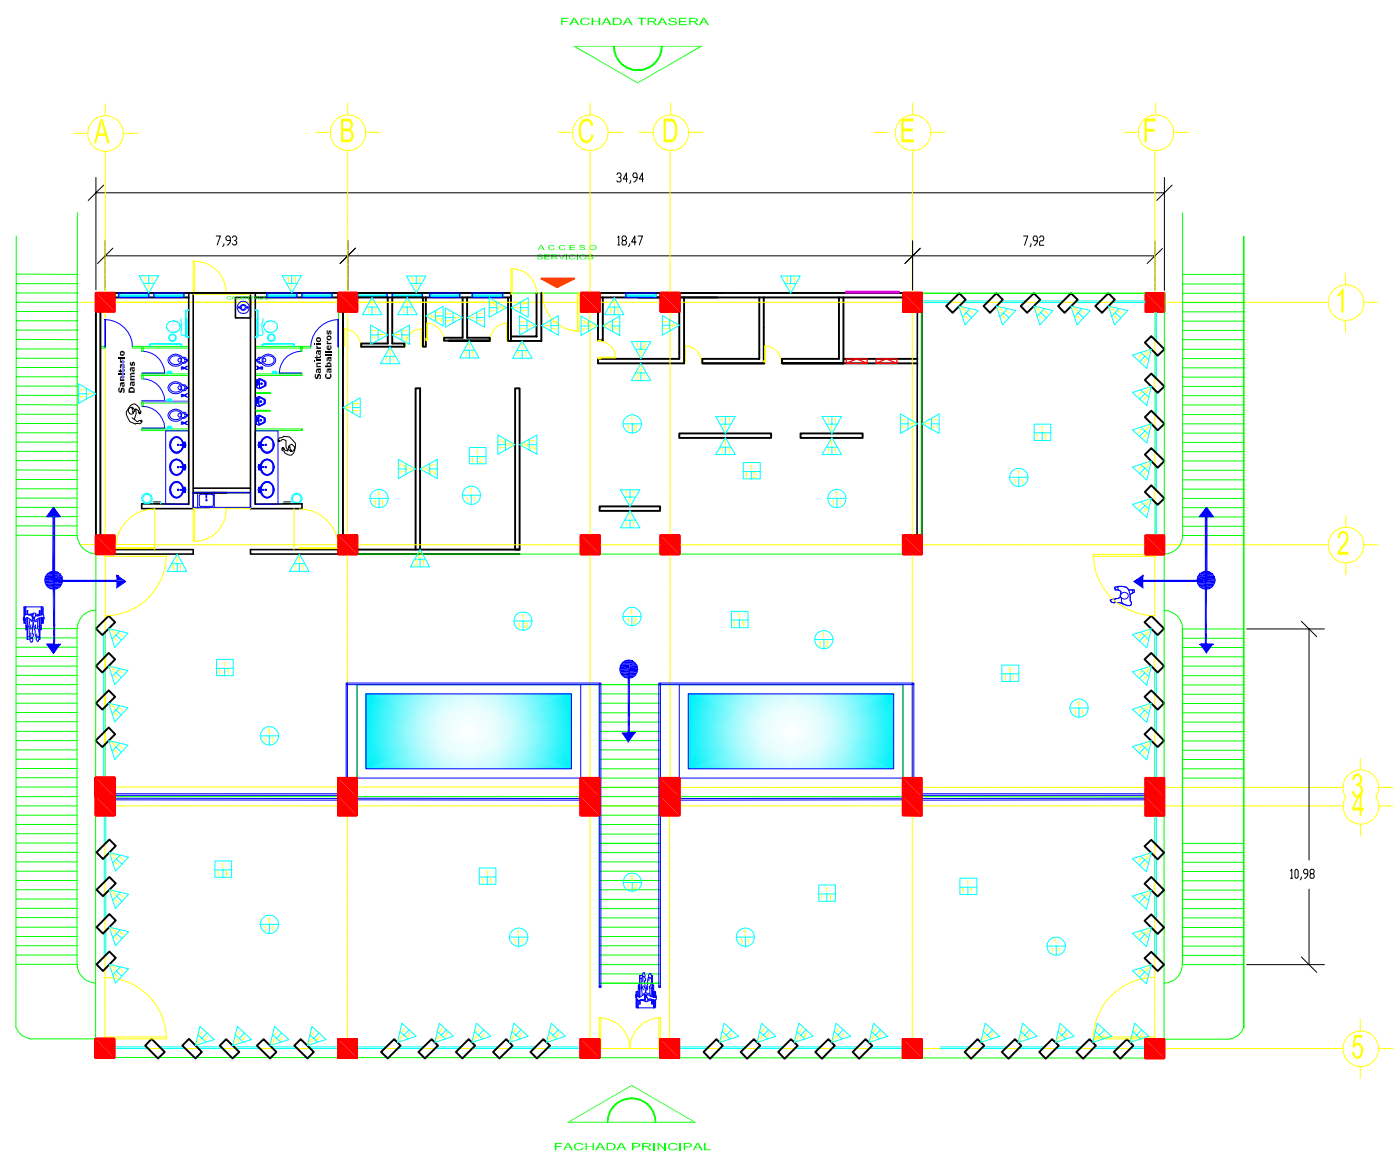 FACHADA TRASERA
A B C D E F
34,94
7,93 18,47 7,92
ACCESO
SERVICIOS
1
Sanitario
Damas
Sanitario
Caballeros
2
3
4
10,98
5
FACHADA PRINCIPAL